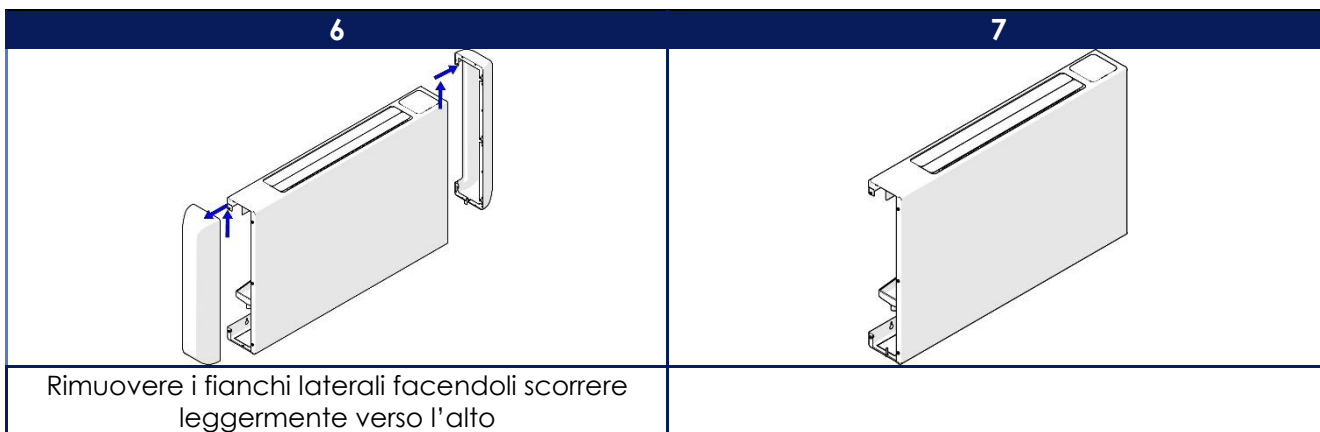 6
7
Rimuovere i fianchi laterali facendoli scorrere
leggermente verso l’alto